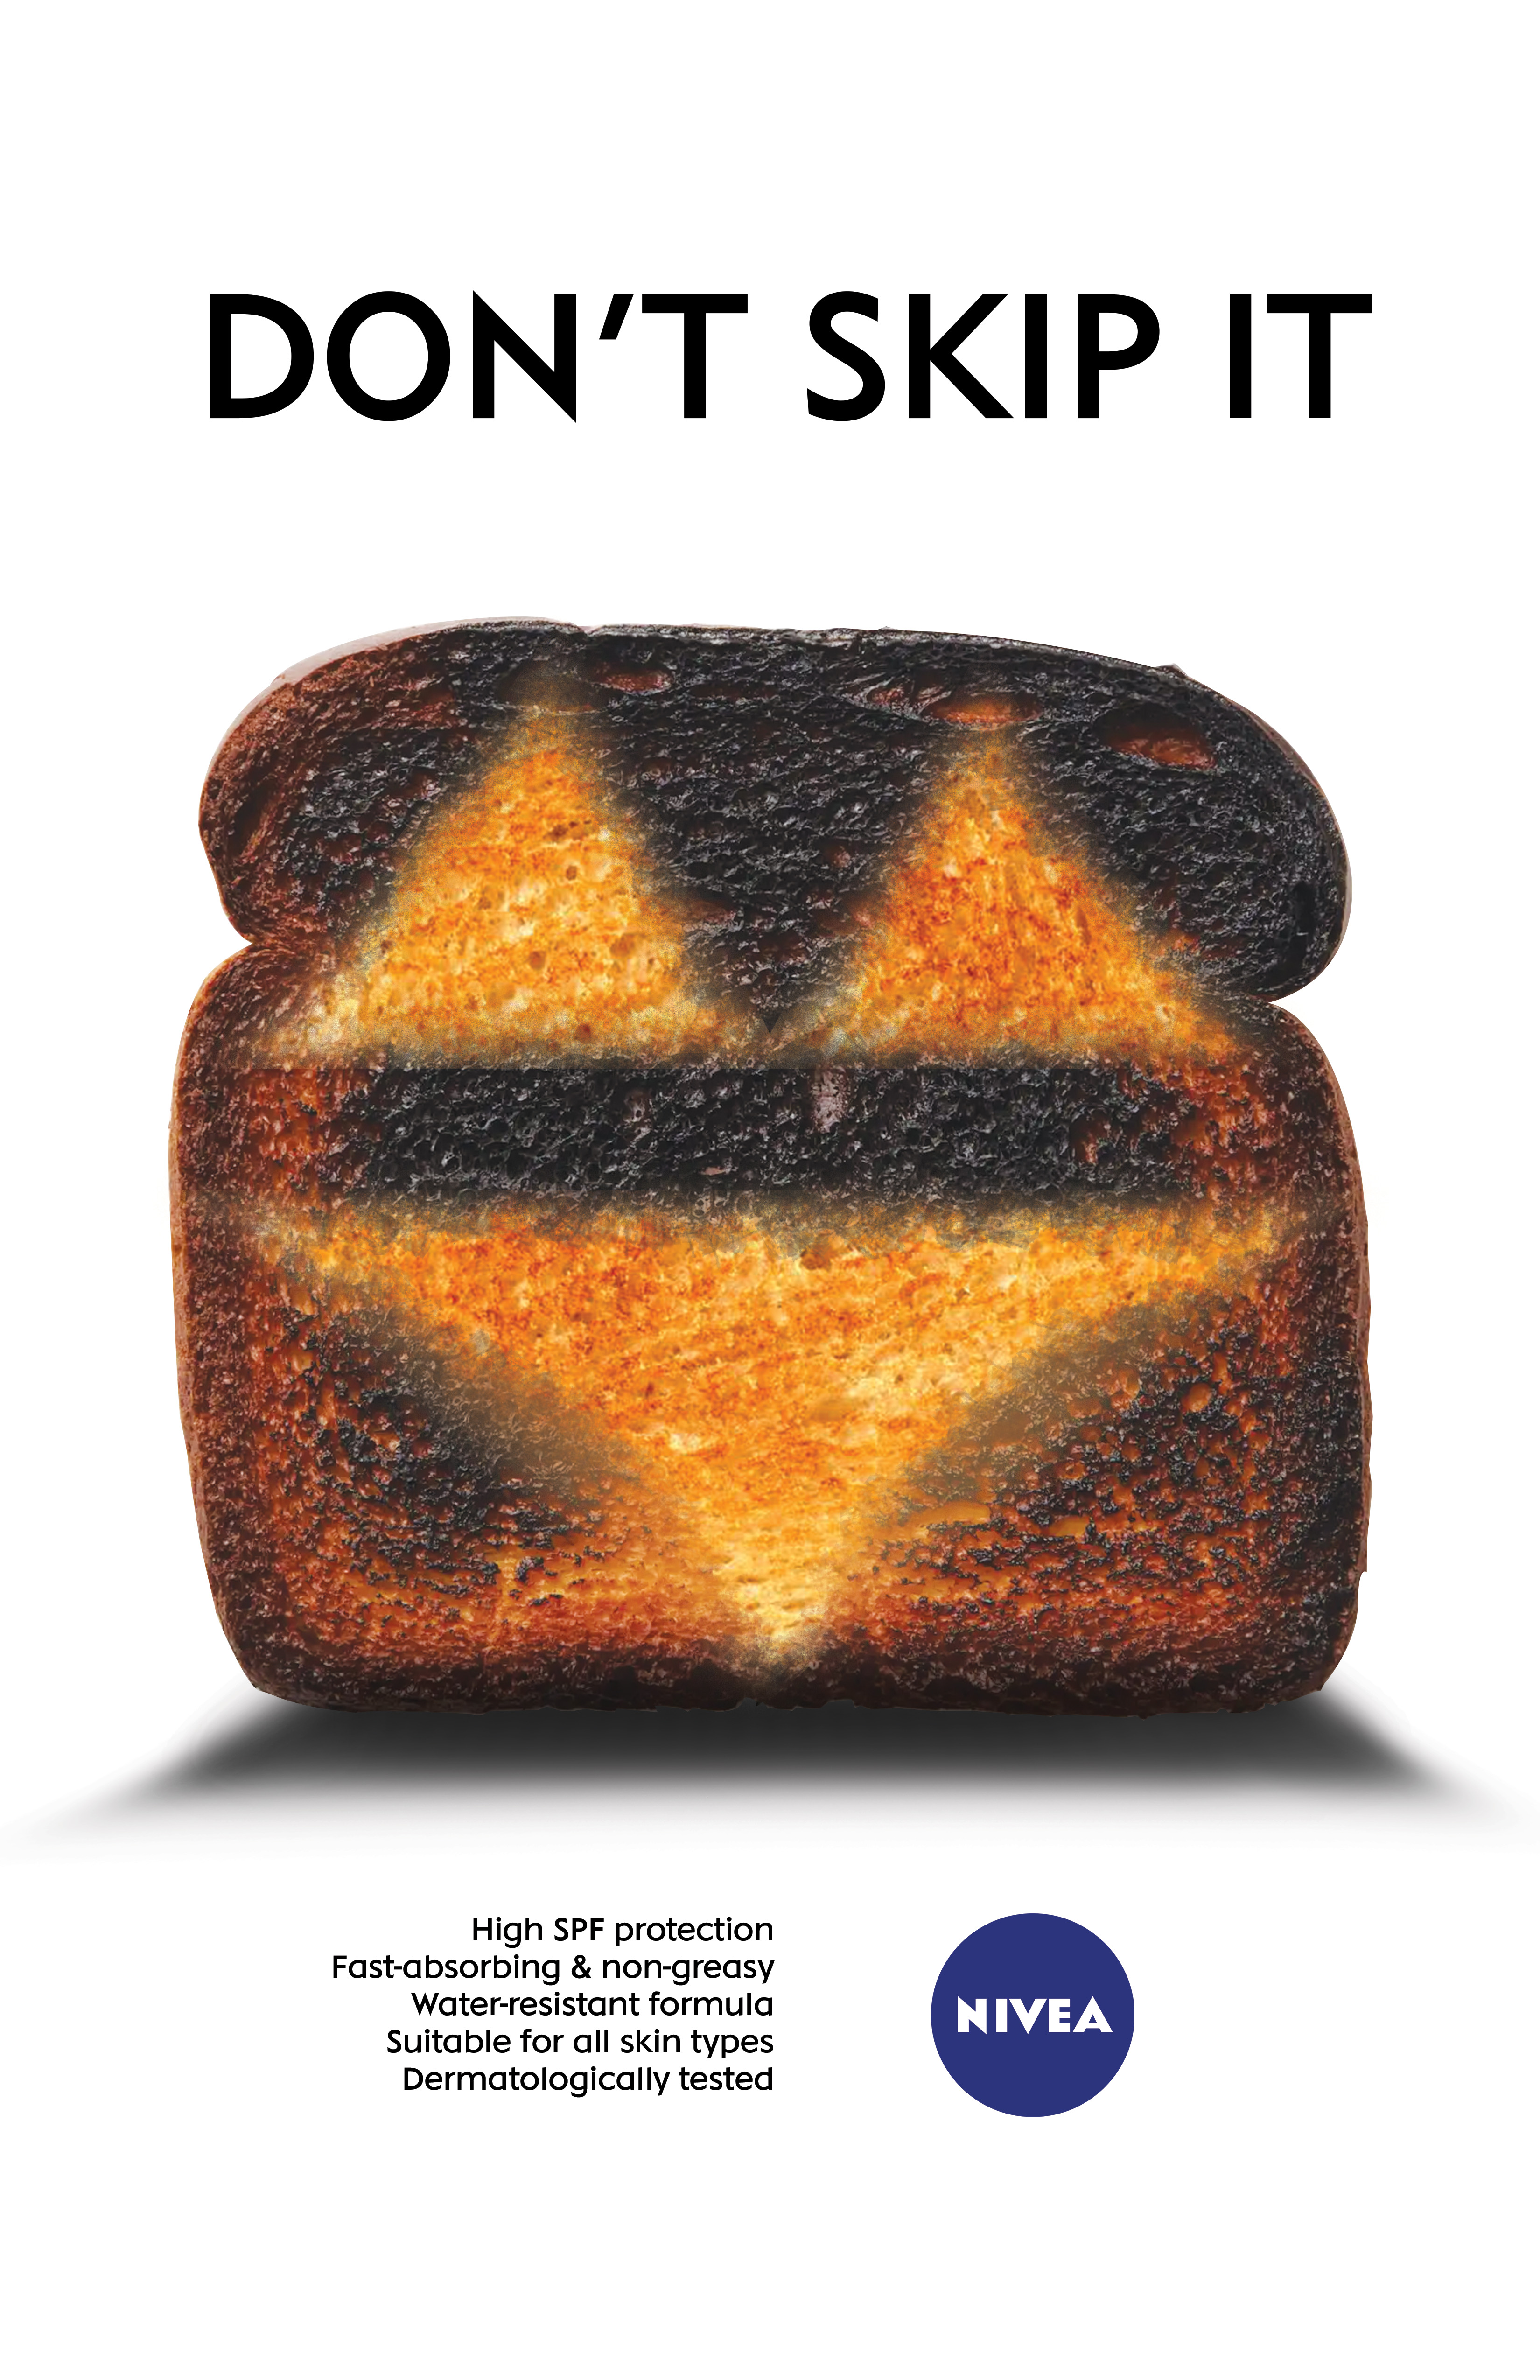 DON'T SKIP IT
High SPF protection
Fast-absorbing & non-greasy
Water-resistant formula
Suitable for all skin types
Dermatologically tested
NIVEA